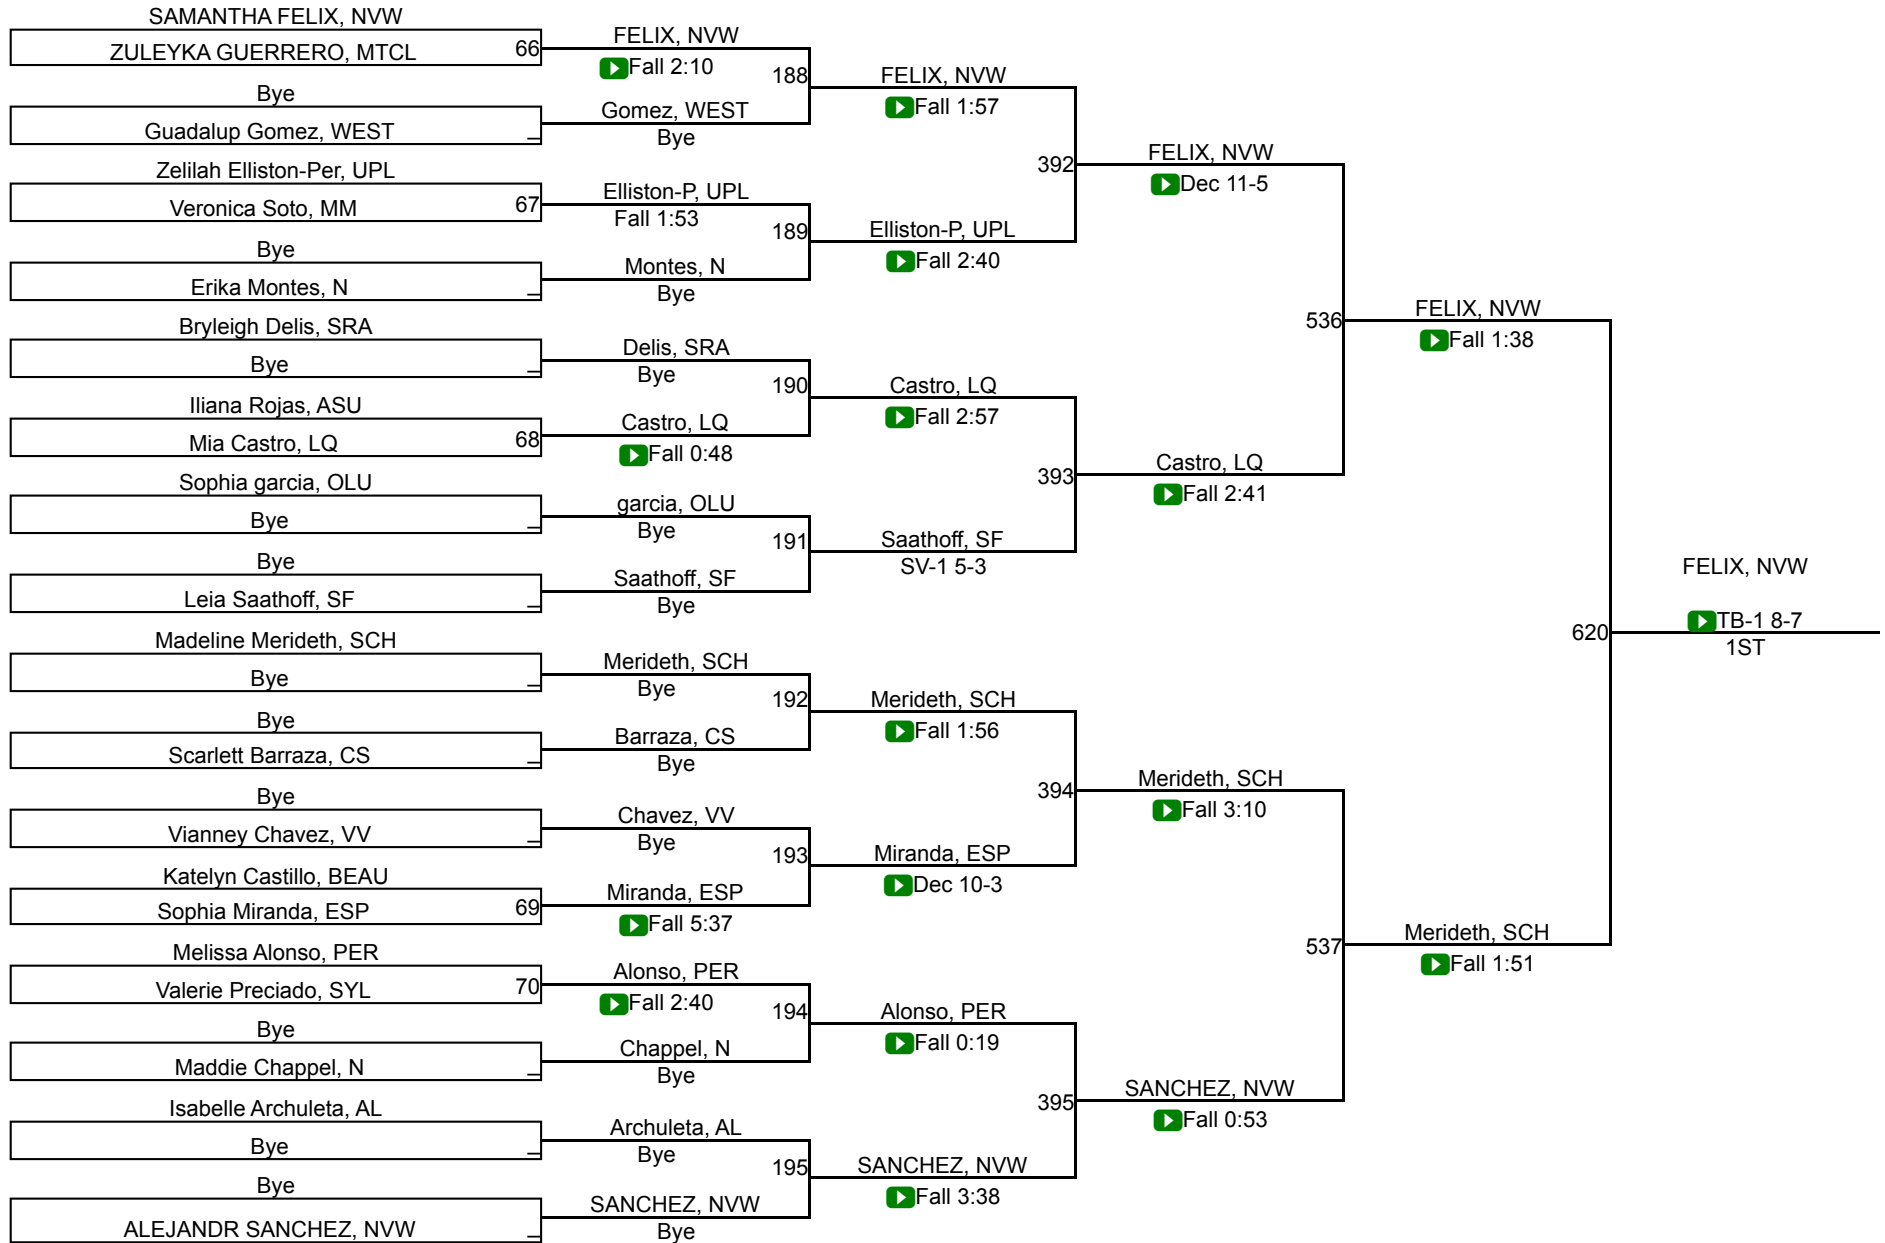 SAMANTHA FELIX, NVW
ZULEYKA GUERRERO, MTCL 66
Bye
Guadalup Gomez, WEST _
Zelilah Elliston-Per, UPL
Veronica Soto, MM 67
Bye
Erika Montes, N _
Bryleigh Delis, SRA
Bye _
Iliana Rojas, ASU
Mia Castro, LQ 68
Sophia garcia, OLU
Bye _
Bye
Leia Saathoff, SF _
Madeline Merideth, SCH
Bye _
Bye
Scarlett Barraza, CS _
Bye
Vianney Chavez, VV _
Katelyn Castillo, BEAU
Sophia Miranda, ESP 69
Melissa Alonso, PER
Valerie Preciado, SYL 70
Bye
Maddie Chappel, N _
Isabelle Archuleta, AL
Bye _
Bye
ALEJANDR SANCHEZ, NVW _
FELIX, NVW
Fall 2:10
188
Gomez, WEST
Bye
Elliston-P, UPL
Fall 1:53
189
Montes, N
Bye
Delis, SRA
Bye
190
Castro, LQ
Fall 0:48
garcia, OLU
Bye
191
Saathoff, SF
Bye
Merideth, SCH
Bye
192
Barraza, CS
Bye
Chavez, VV
Bye
193
Miranda, ESP
Fall 5:37
Alonso, PER
Fall 2:40
194
Chappel, N
Bye
Archuleta, AL
Bye
195
SANCHEZ, NVW
Bye
FELIX, NVW
Fall 1:57
392
Elliston-P, UPL
Fall 2:40
Castro, LQ
Fall 2:57
393
Saathoff, SF
SV-1 5-3
Merideth, SCH
Fall 1:56
394
Miranda, ESP
Dec 10-3
Alonso, PER
Fall 0:19
395
SANCHEZ, NVW
Fall 3:38
FELIX, NVW
Dec 11-5
536
Castro, LQ
Fall 2:41
Merideth, SCH
Fall 3:10
537
SANCHEZ, NVW
Fall 0:53
FELIX, NVW
Fall 1:38
620
Merideth, SCH
Fall 1:51
FELIX, NVW
TB-1 8-7
1ST